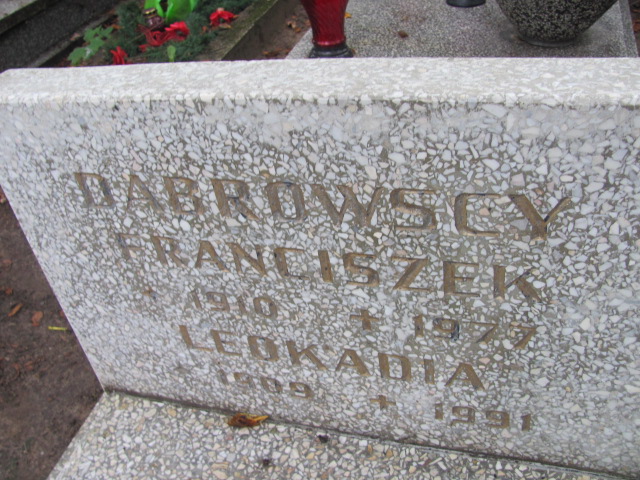 DĄBROWSCY
FRANCISZEK
* 1910 + 1977
LEOKADIA
* 1909 + 1991